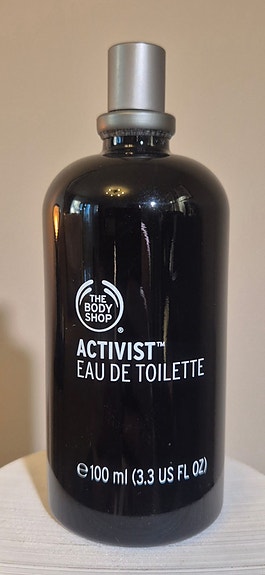 THE
BODY
SHOP
®
ACTIVIST™
EAU DE TOILETTE
℮100 ml (3.3 US FL OZ)